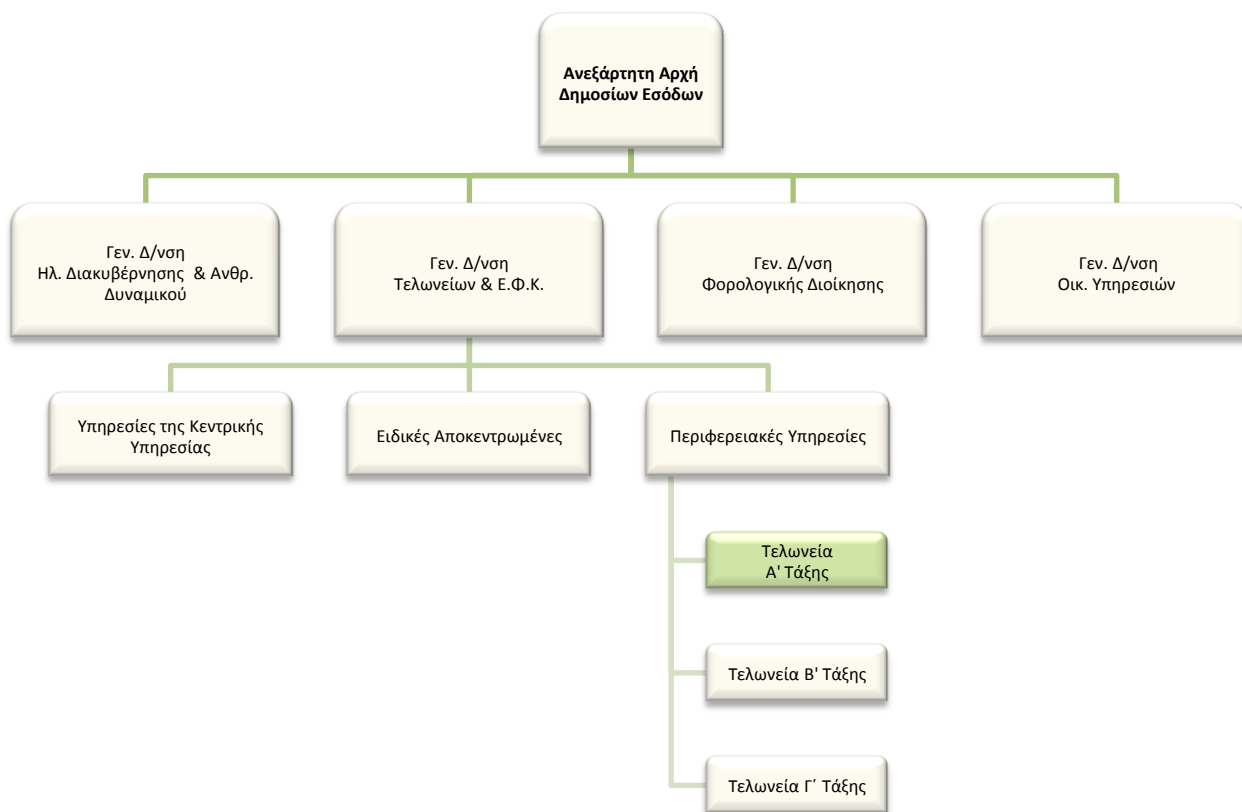 Ανεξάρτητη Αρχή
Δημοσίων Εσόδων
Γεν. Δ/νση
Ηλ. Διακυβέρνησης & Ανθρ.
Δυναμικού
Γεν. Δ/νση
Τελωνείων & Ε.Φ.Κ.
Γεν. Δ/νση
Φορολογικής Διοίκησης
Γεν. Δ/νση
Οικ. Υπηρεσιών
Υπηρεσίες της Κεντρικής
Υπηρεσίας
Ειδικές Αποκεντρωμένες
Περιφερειακές Υπηρεσίες
Τελωνεία
Α' Τάξης
Τελωνεία Β' Τάξης
Τελωνεία Γ΄ Τάξης